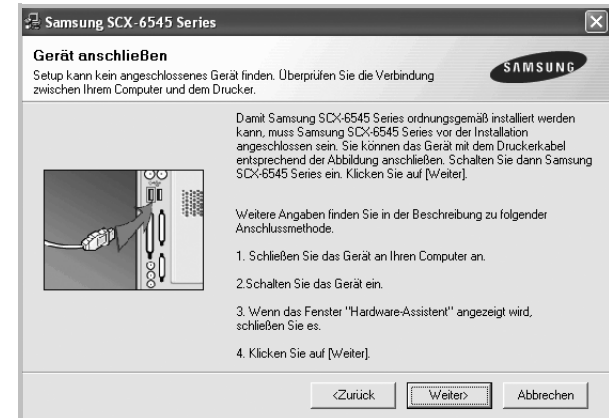 Samsung SCX-6545 Series
Gerät anschließen
Setup kann kein angeschlossenes Gerät finden. Überprüfen Sie die Verbindung
zwischen Ihrem Computer und dem Drucker.
SAMSUNG
Damit Samsung SCX-6545 Series ordnungsgemäß installiert werden
kann, muss Samsung SCX-6545 Series vor der Installation
angeschlossen sein. Sie können das Gerät mit dem Druckerkabel
entsprechend der Abbildung anschließen. Schalten Sie dann Samsung
SCX-6545 Series ein. Klicken Sie auf [Weiter].
Weitere Angaben finden Sie in der Beschreibung zu folgender
Anschlussmethode.
1. Schließen Sie das Gerät an Ihren Computer an.
2.Schalten Sie das Gerät ein.
3. Wenn das Fenster "Hardware-Assistent" angezeigt wird,
schließen Sie es.
4. Klicken Sie auf [Weiter].
<Zurück
Weiter>
Abbrechen